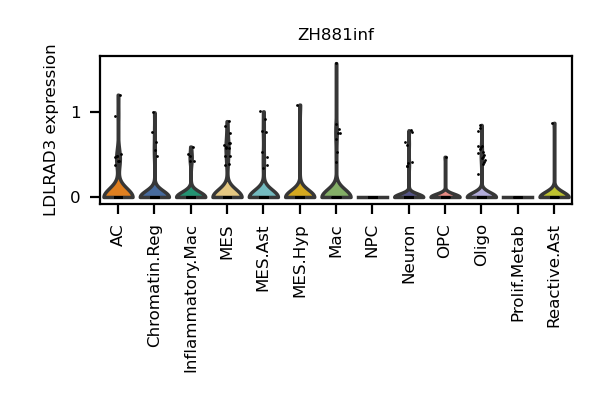 ZH881inf
LDLRAD3 expression
1
0
AC
Chromatin.Reg
Inflammatory.Mac
MES
MES.Ast
MES.Hyp
Mac
NPC
Neuron
OPC
Oligo
Prolif.Metab
Reactive.Ast